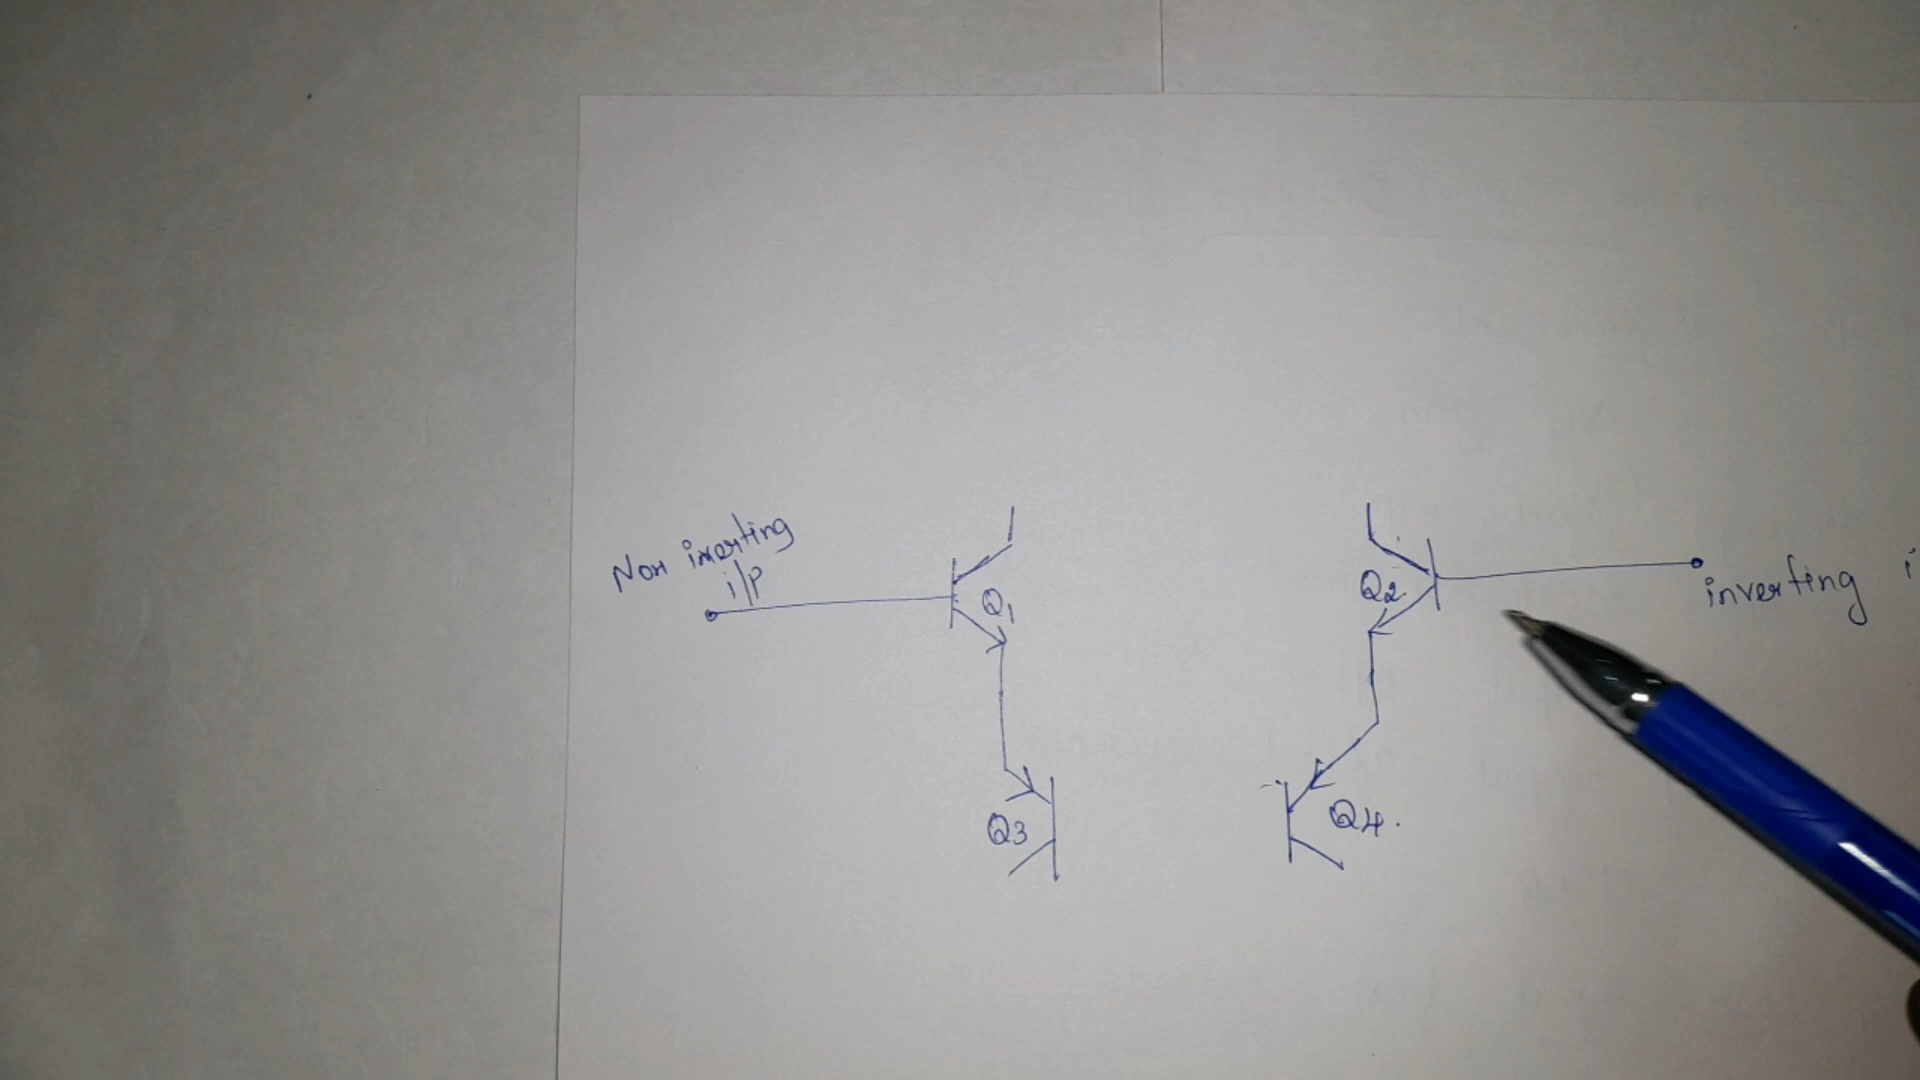 Non inverting
i/p
Q1
Q2
inverting i
Q3
Q4.